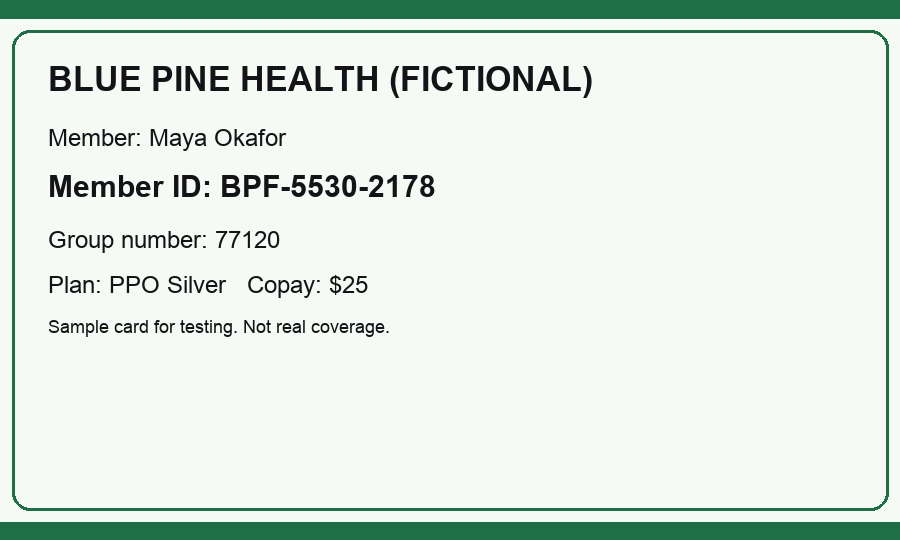 BLUE PINE HEALTH (FICTIONAL)
Member: Maya Okafor
Member ID: BPF-5530-2178
Group number: 77120
Plan: PPO Silver   Copay: $25
Sample card for testing. Not real coverage.